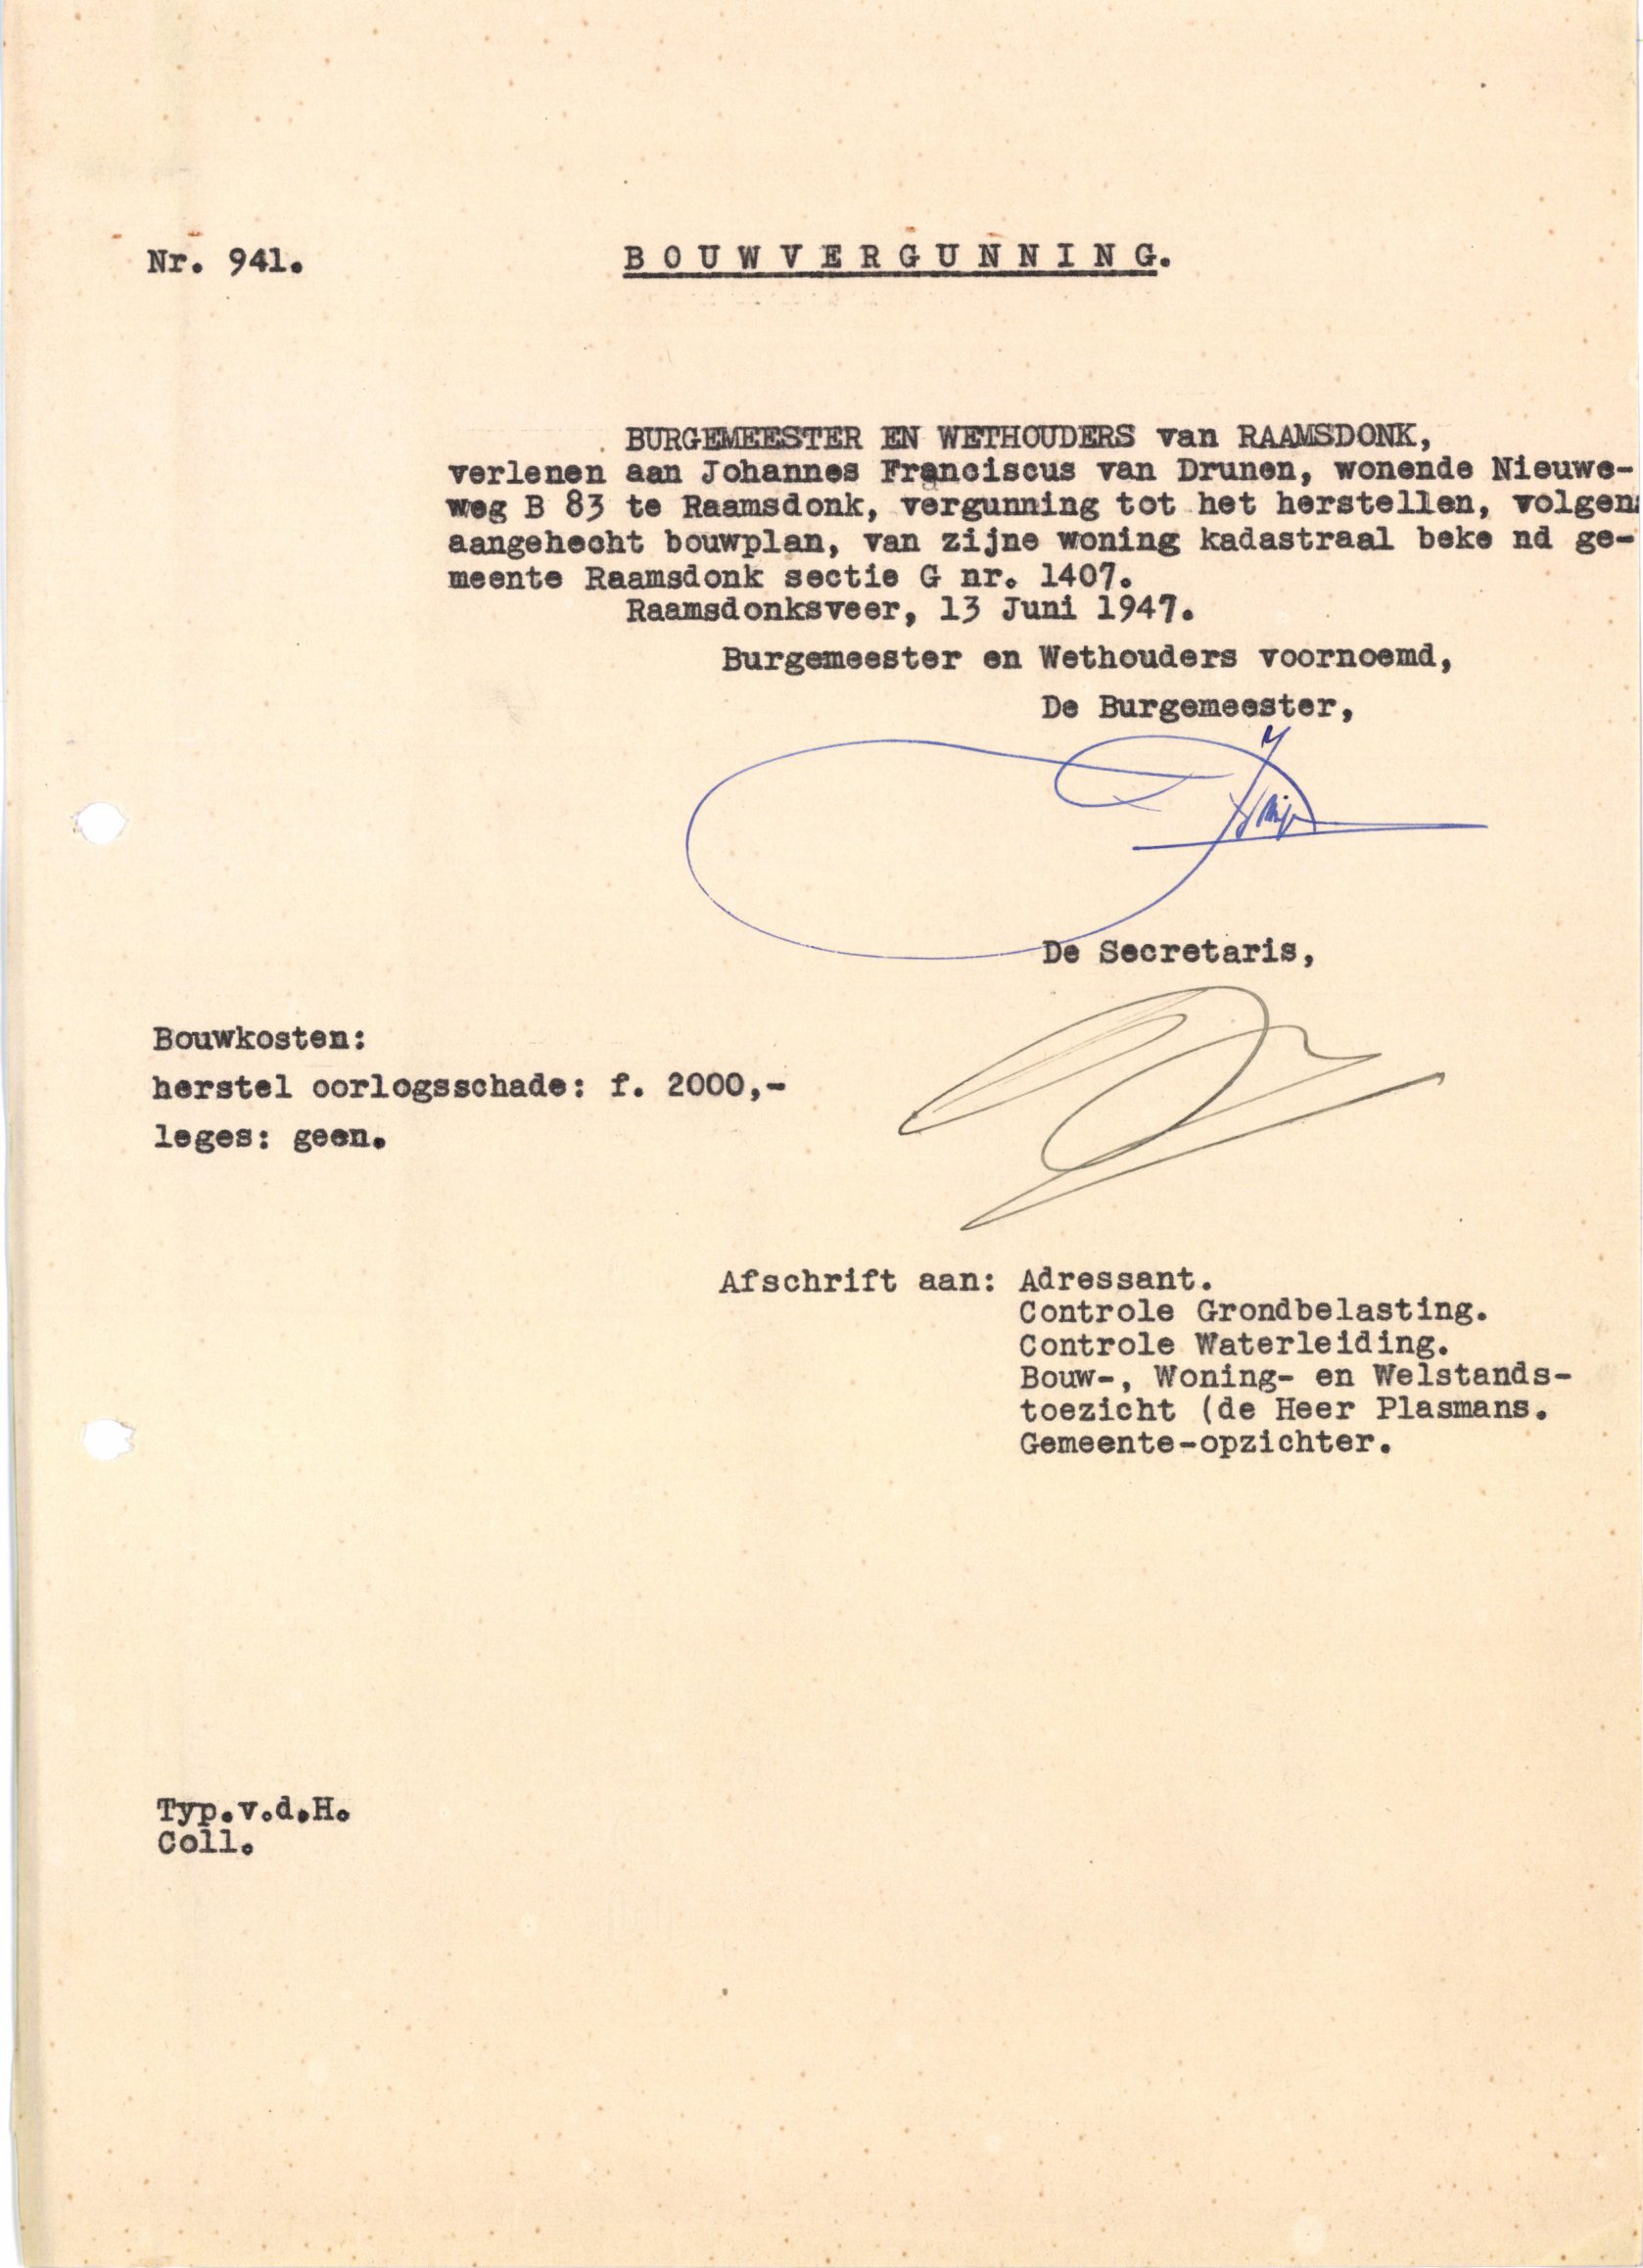 Nr. 941.
BOUWVERGUNNING.
BURGEMEESTER EN WETHOUDERS van RAAMSDONK,
verlenen aan Johannes Franciscus van Drunen, wonende Nieuwe-
weg B 83 te Raamsdonk, vergunning tot het herstellen, volgens
aangehecht bouwplan, van zijne woning kadastraal beke nd ge-
meente Raamsdonk sectie G nr. 1407.
Raamsdonksveer, 13 Juni 1947.
Burgemeester en Wethouders voornoemd,
De Burgemeester,
De Secretaris,
Bouwkosten:
herstel oorlogsschade: f. 2000,-
leges: geen.
Afschrift aan: Adressant.
Controle Grondbelasting.
Controle Waterleiding.
Bouw-, Woning- en Welstands-
toezicht (de Heer Plasmans.
Gemeente-opzichter.
Typ.v.d.H.
Coll.